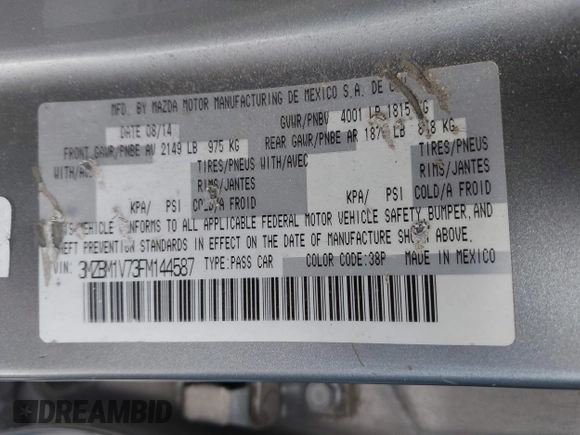 MFD. BY MAZDA MOTOR MANUFACTURING DE MEXICO S.A. DE
DATE 08/14 GVWR/PNBV 4001 LB 1815 KG
FRONT GAWR/PNBE AV 2149 LB 975 KG REAR GAWR/PNBE AR LB KG
WITH/AVEC TIRES/PNEUS WITH/AVEC TIRES/PNEUS
RIMS/JANTES RIMS/JANTES
KPA/ PSI COLD/A FROID KPA/ PSI COLD/A FROID
THIS VEHICLE CONFORMS TO ALL APPLICABLE FEDERAL MOTOR VEHICLE SAFETY, BUMPER, AND
THEFT PREVENTION STANDARDS IN EFFECT ON THE DATE OF MANUFACTURE SHOWN ABOVE.
VIN: 3MZBM1V73FM144587 TYPE:PASS CAR COLOR CODE:38P MADE IN MEXICO
DREAMBID